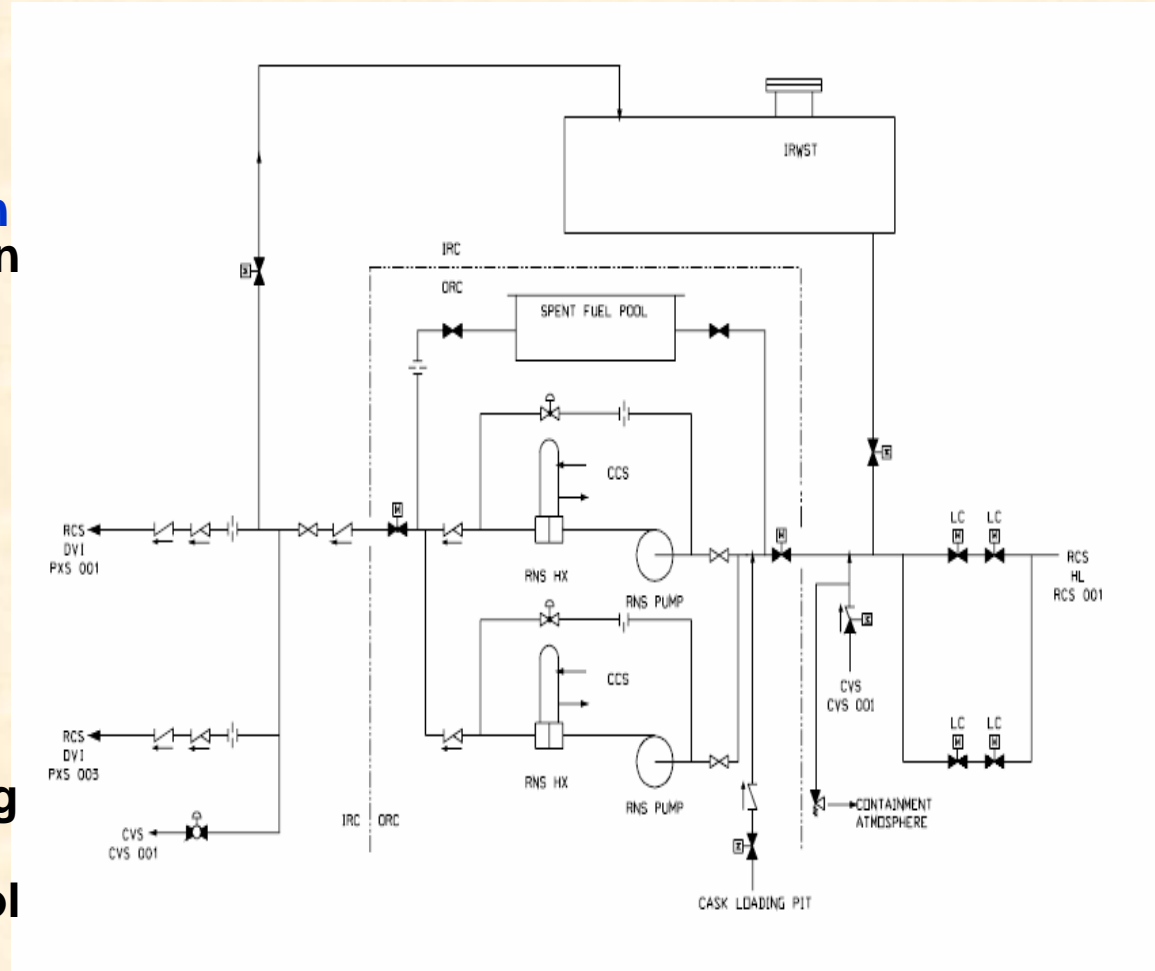 n
n
g
ol
IRWST
IRC
ORC
SPENT FUEL POOL
M
M
CCS
M
M
LC
LC
M
M
RCS
DVI
PXS 001
RNS HX
RNS PUMP
RCS
HL
RCS 001
M
CCS
CVS
CVS 001
LC
LC
M
M
RCS
DVI
PXS 003
RNS HX
RNS PUMP
IRC
ORC
CONTAINMENT
ATMOSPHERE
CVS
CVS 001
M
CASK LOADING PIT